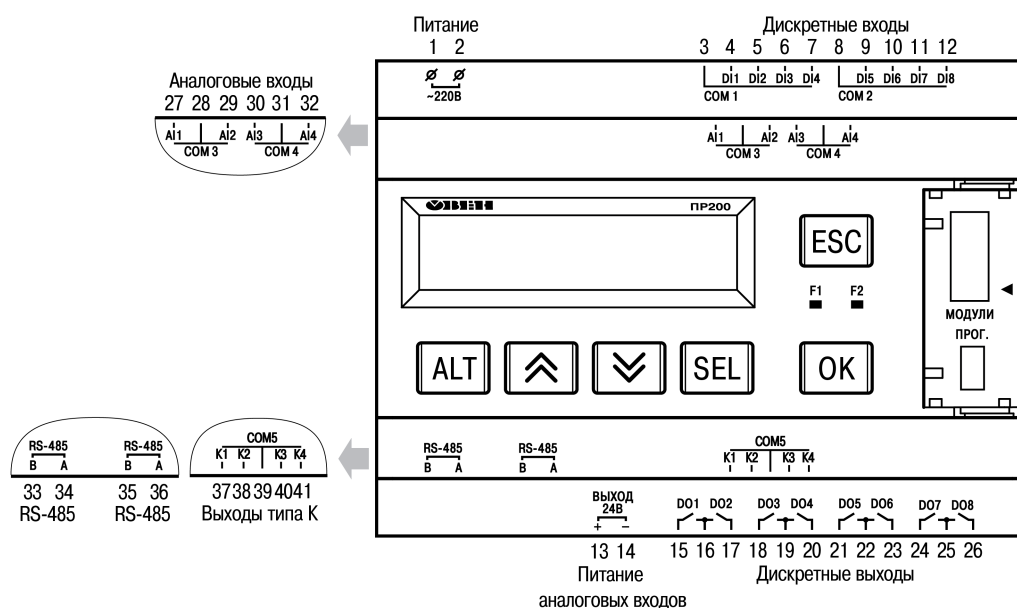 Питание
1 2
Дискретные входы
3 4 5 6 7 8 9 10 11 12
~220В
DI1 DI2 DI3 DI4 DI5 DI6 DI7 DI8
COM 1 COM 2
Аналоговые входы
27 28 29 30 31 32
AI1 AI2 AI3 AI4
COM 3 COM 4
AI1 AI2 AI3 AI4
COM 3 COM 4
ОВЕН ПР200
ESC
F1 F2
МОДУЛИ
ПРОГ.
ALT SEL OK
RS-485 RS-485
B A B A
COM5
K1 K2 K3 K4
33 34 35 36
RS-485 RS-485
37 38 39 40 41
Выходы типа К
RS-485 RS-485
B A B A
COM5
K1 K2 K3 K4
ВЫХОД
24В
+ −
DO1 DO2 DO3 DO4 DO5 DO6 DO7 DO8
13 14 15 16 17 18 19 20 21 22 23 24 25 26
Питание
аналоговых входов
Дискретные выходы